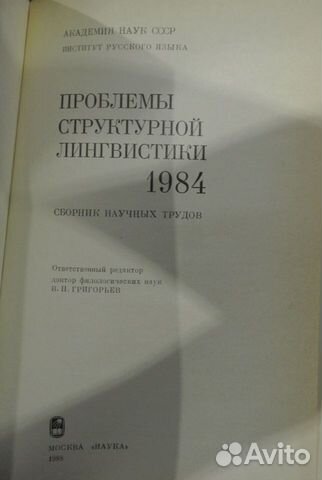 АКАДЕМИЯ НАУК СССР
ИНСТИТУТ РУССКОГО ЯЗЫКА
ПРОБЛЕМЫ
СТРУКТУРНОЙ
ЛИНГВИСТИКИ
1984
СБОРНИК НАУЧНЫХ ТРУДОВ
Ответственный редактор
доктор филологических наук
В. П. ГРИГОРЬЕВ
МОСКВА «НАУКА»
1988
Avito